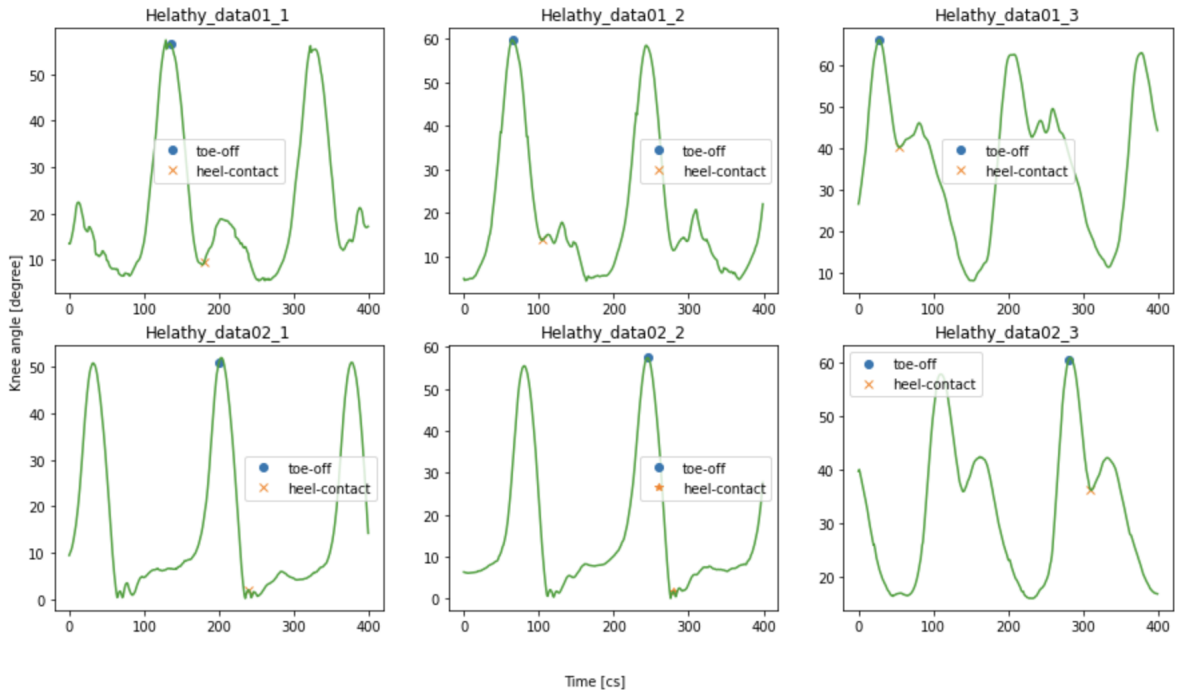 Helathy_data01_1
50
40
30
20
10
0 100 200 300 400
toe-off
heel-contact
Helathy_data01_2
60
50
40
30
20
10
0 100 200 300 400
toe-off
heel-contact
Helathy_data01_3
60
50
40
30
20
10
0 100 200 300 400
toe-off
heel-contact
Knee angle [degree]
Helathy_data02_1
50
40
30
20
10
0
0 100 200 300 400
toe-off
heel-contact
Helathy_data02_2
60
50
40
30
20
10
0
0 100 200 300 400
toe-off
heel-contact
Helathy_data02_3
60
50
40
30
20
0 100 200 300 400
toe-off
heel-contact
Time [cs]